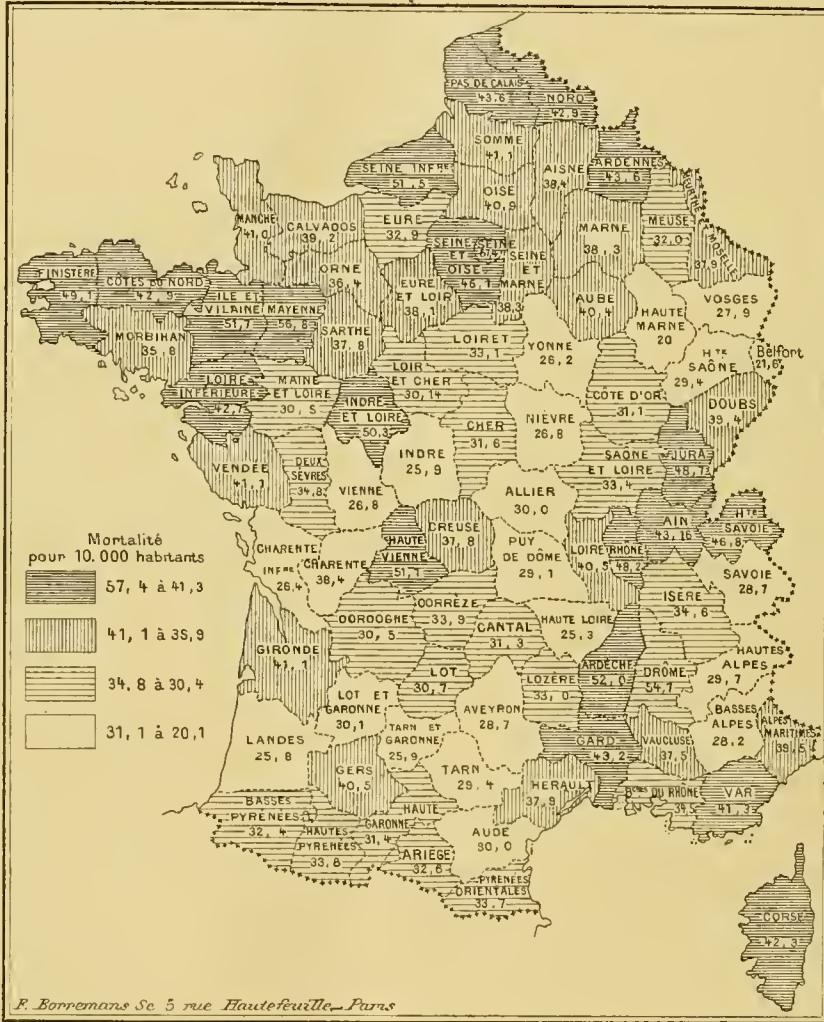 PAS DE CALAIS
43,6
NORD
42,9
SOMME
41,1
SEINE INFRE
51,5
OISE
40,9
AISNE
38,4
ARDENNES
43,6
MANCHE
41,0
CALVADOS
39,2
EURE
32,9
MARNE
38,3
MEUSE
32,0
MEURTHE
MOSELLE
37,9
SEINE
ET
OISE
46,1
SEINE
SEINE
ET
MARNE
38,3
FINISTÈRE
49,1
CÔTES DU NORD
42,9
ILE ET
VILAINE
51,7
MAYENNE
56,8
ORNE
36,4
EURE
ET LOIR
38,1
AUBE
40,4
HAUTE
MARNE
20
VOSGES
27,9
MORBIHAN
35,8
SARTHE
37,8
LOIRET
33,1
YONNE
26,2
HTE
SAÔNE
29,4
Belfort
21,6
LOIRE
INFÉRIEURE
42,7
MAINE
ET LOIRE
30,5
LOIR
ET CHER
30,14
INDRE
ET LOIRE
50,3
CHER
31,6
NIÈVRE
26,8
CÔTE D'OR
31,1
DOUBS
39,4
VENDÉE
41,1
DEUX
SÈVRES
34,8
VIENNE
26,8
INDRE
25,9
ALLIER
30,0
SAÔNE
ET LOIRE
33,4
JURA
48,7
Mortalité
pour 10.000 habitants
57,4 à 41,3
41,1 à 35,9
34,8 à 30,4
31,1 à 20,1
CHARENTE
INFRE
26,4
CHARENTE
38,4
HAUTE
VIENNE
51,1
CREUSE
37,8
PUY
DE DÔME
29,1
LOIRE
40,5
RHÔNE
48,2
AIN
43,16
HTE
SAVOIE
46,8
SAVOIE
28,7
GIRONDE
41,1
DORDOGNE
30,5
CORRÈZE
33,9
CANTAL
31,3
HAUTE LOIRE
25,3
ISÈRE
34,6
LOT
30,7
LOZÈRE
33,0
ARDÈCHE
52,0
DRÔME
54,7
HAUTES
ALPES
29,7
LANDES
25,8
LOT ET
GARONNE
30,1
TARN ET
GARONNE
25,9
AVEYRON
28,7
GARD
43,2
VAUCLUSE
37,5
BASSES
ALPES
28,2
ALPES
MARITIMES
39,5
GERS
40,5
TARN
29,4
HERAULT
37,9
BCHES DU RHÔNE
34,5
VAR
41,3
BASSES
PYRENÉES
32,4
HAUTES
PYRENÉES
33,8
HAUTE
GARONNE
31,4
ARIÈGE
32,6
AUDE
30,0
PYRENÉES
ORIENTALES
33,7
CORSE
42,3
F. Borremans Sc 5 rue Hautefeuille_Paris